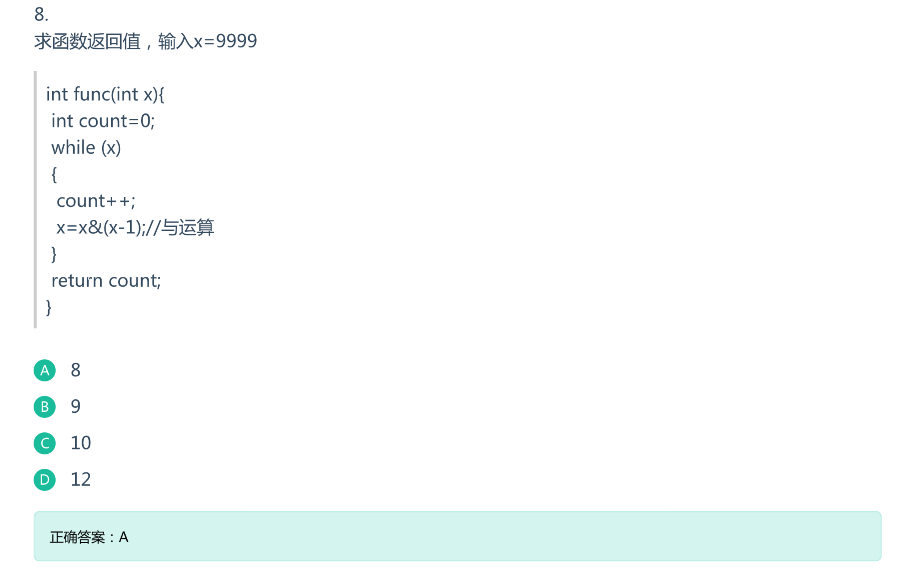 8.
求函数返回值，输入x=9999
int func(int x){
int count=0;
while (x)
{
count++;
x=x&(x-1);//与运算
}
return count;
}
A 8
B 9
C 10
D 12
正确答案：A